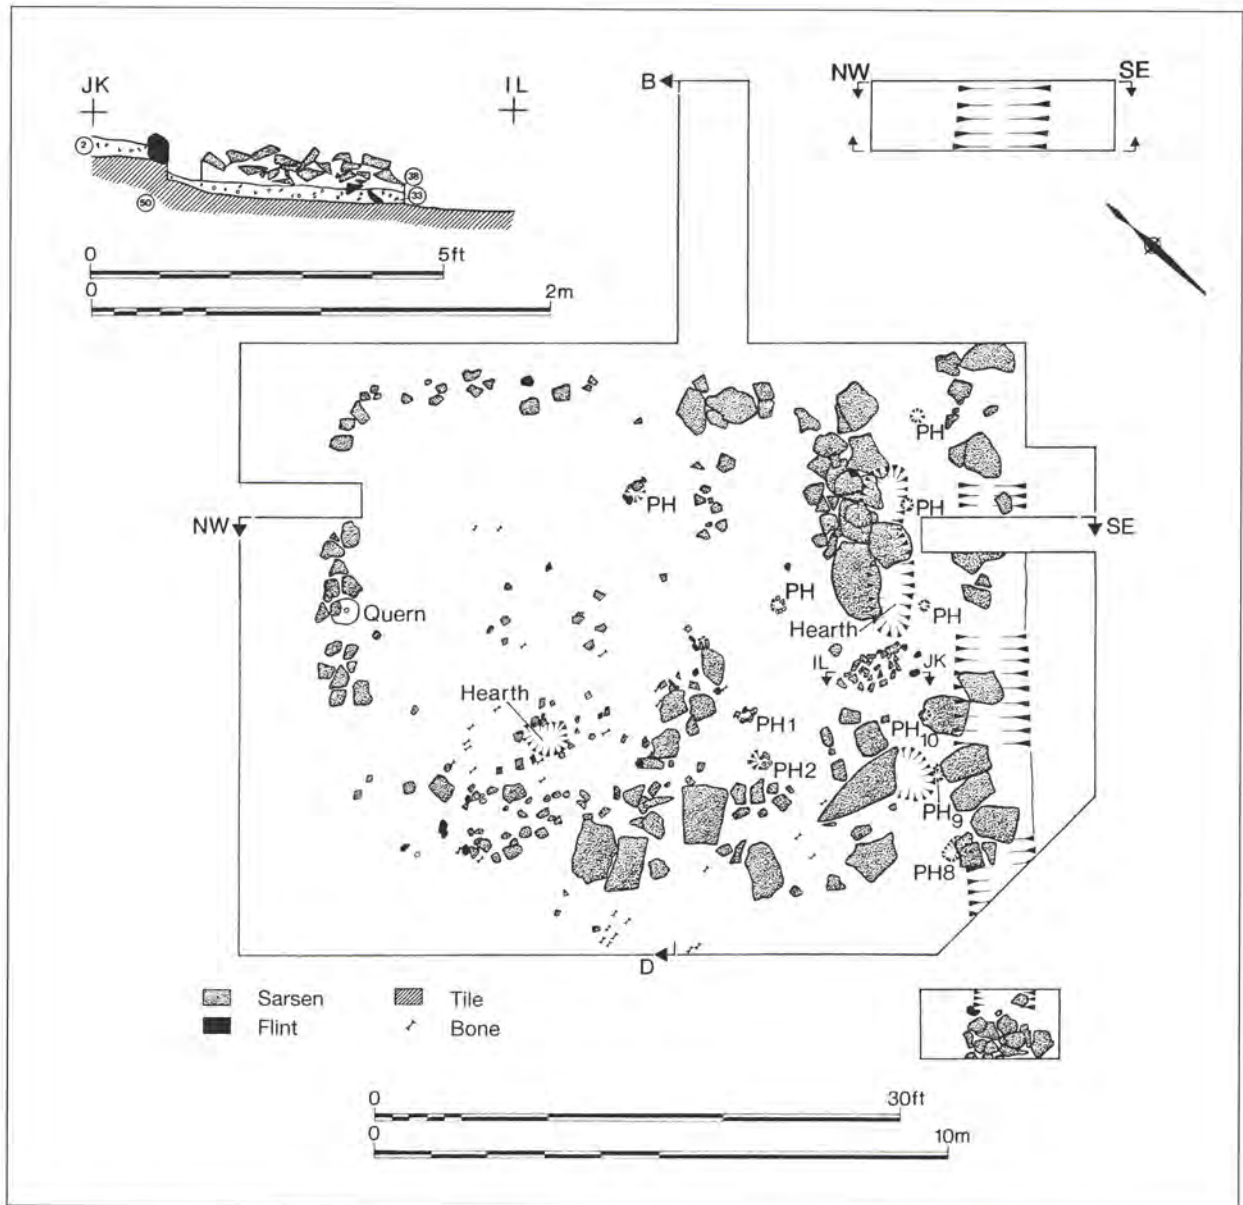 JK
IL
B
NW
SE
2
38
33
50
0 5ft
0 2m
PH
PH
PH
NW
SE
PH
PH
Quern
Hearth
IL
JK
Hearth
PH1
PH10
PH2
PH9
PH8
D
Sarsen
Tile
Flint
Bone
0 30ft
0 10m